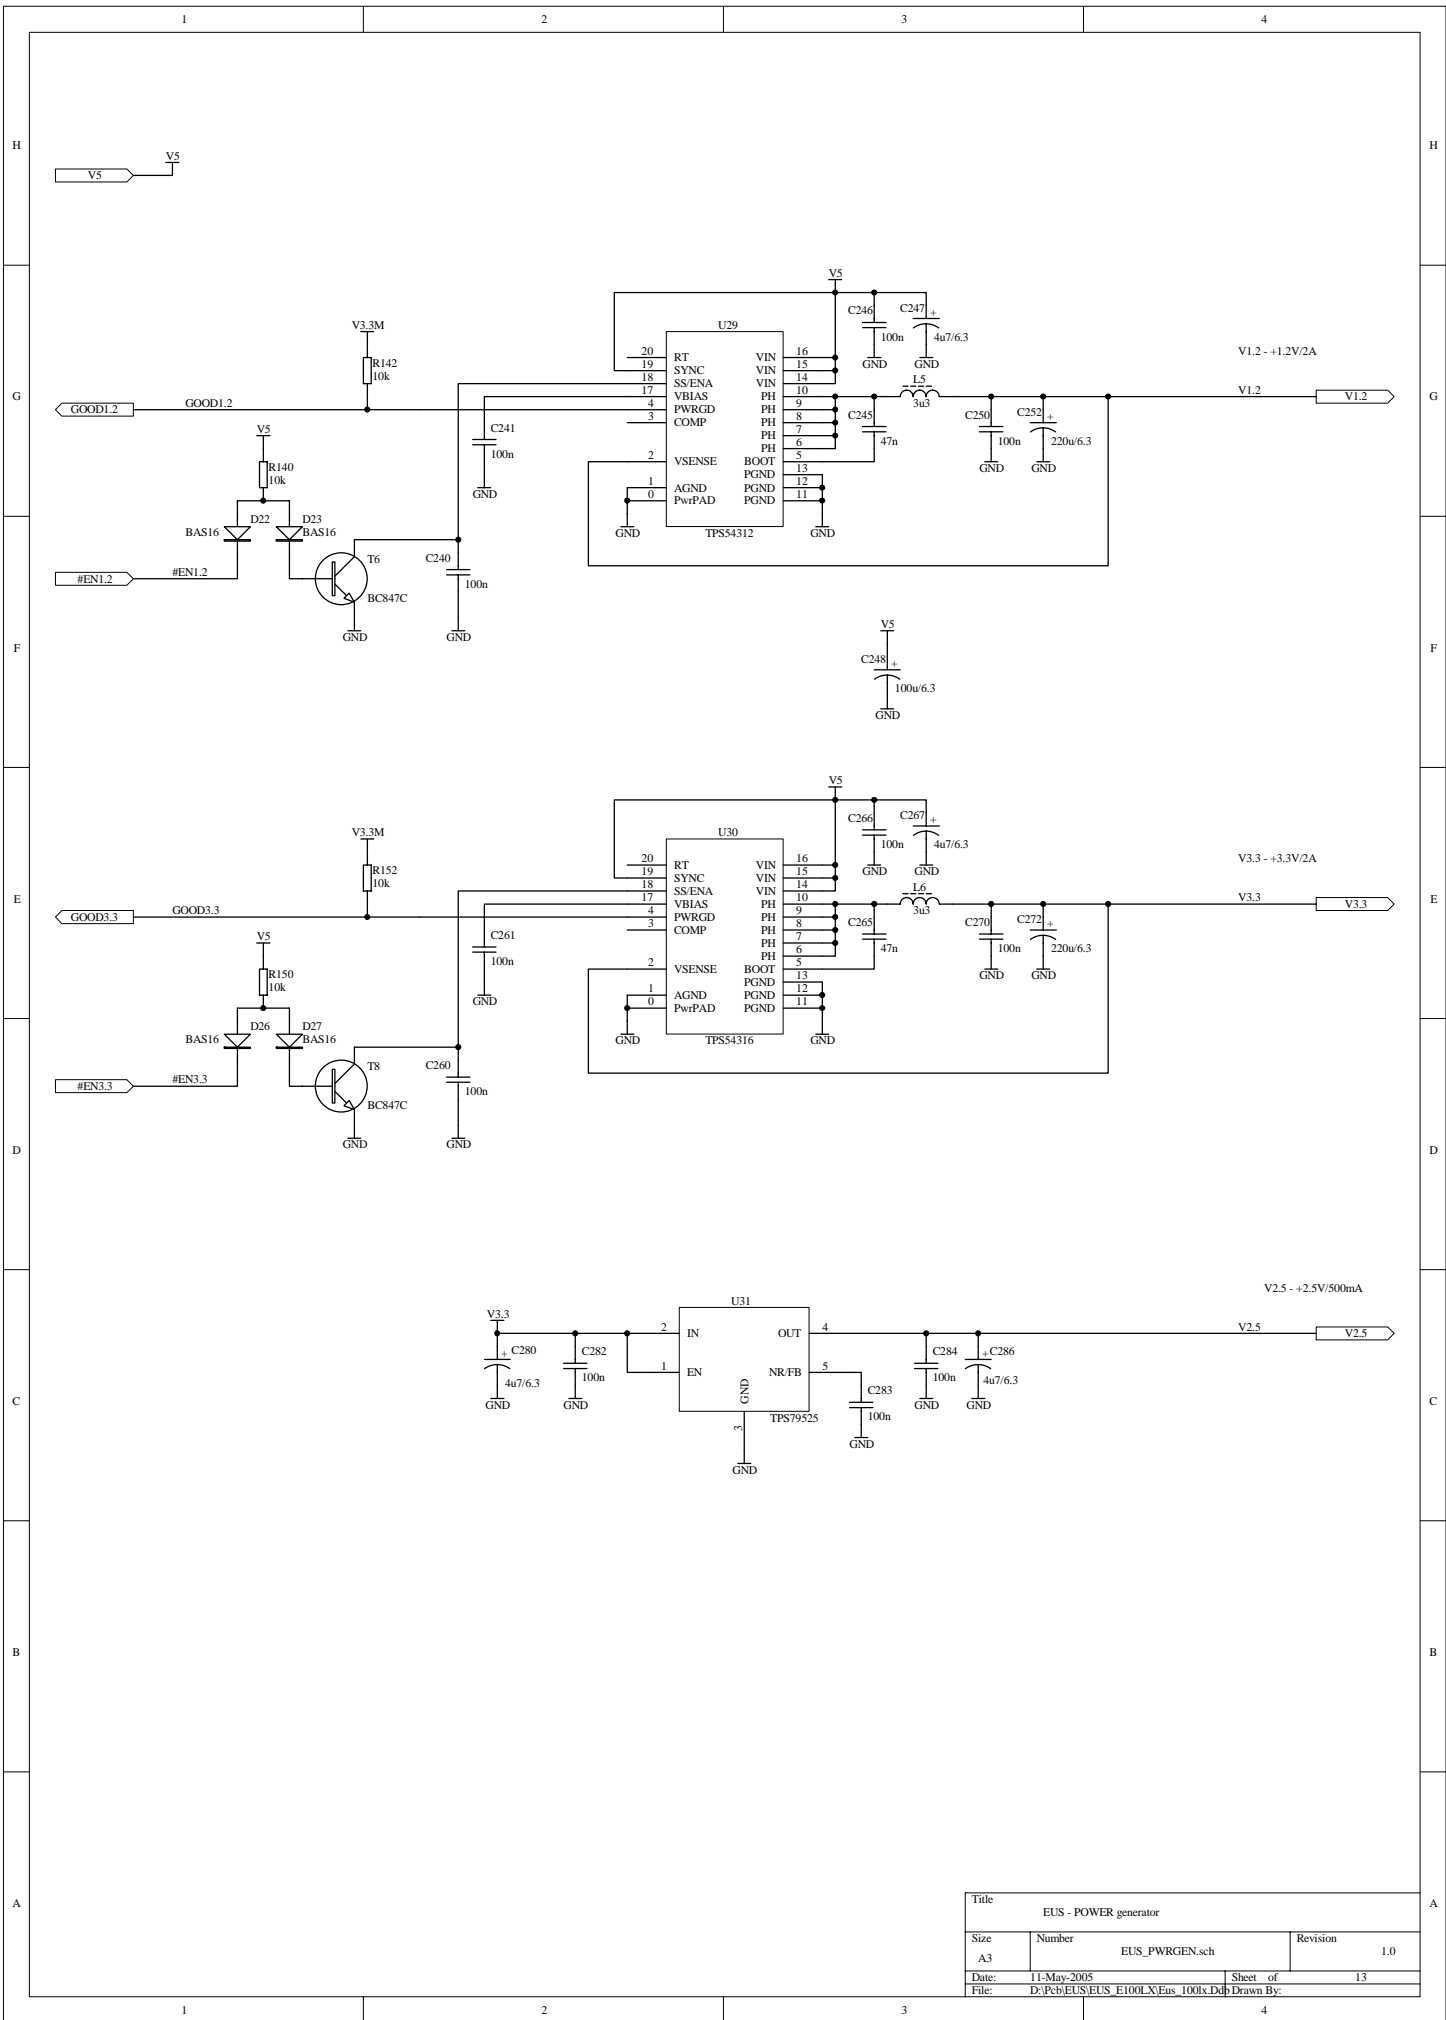 1 2 3 4
H H
V5
V5
G G
V5
C246
100n
GND
C247 +
4u7/6.3
GND
V3.3M
R142
10k
U29
20 RT
19 SYNC
18 SS/ENA
17 VBIAS
4 PWRGD
3 COMP
2 VSENSE
1 AGND
0 PwrPAD
VIN 16
VIN 15
VIN 14
PH 10
PH 9
PH 8
PH 7
PH 6
BOOT 5
PGND 13
PGND 12
PGND 11
TPS54312
GND
GND
V1.2 - +1.2V/2A
L5
3u3
V1.2
V1.2
GOOD1.2
GOOD1.2
C241
100n
GND
C245
47n
C250
100n
GND
C252 +
220u/6.3
GND
V5
R140
10k
D22
BAS16
D23
BAS16
#EN1.2
#EN1.2
T6
BC847C
GND
C240
100n
GND
F F
V5
C248 +
100u/6.3
GND
E E
V5
C266
100n
GND
C267 +
4u7/6.3
GND
V3.3M
R152
10k
U30
20 RT
19 SYNC
18 SS/ENA
17 VBIAS
4 PWRGD
3 COMP
2 VSENSE
1 AGND
0 PwrPAD
VIN 16
VIN 15
VIN 14
PH 10
PH 9
PH 8
PH 7
PH 6
BOOT 5
PGND 13
PGND 12
PGND 11
TPS54316
GND
GND
V3.3 - +3.3V/2A
L6
3u3
V3.3
V3.3
GOOD3.3
GOOD3.3
C261
100n
GND
C265
47n
C270
100n
GND
C272 +
220u/6.3
GND
V5
R150
10k
D26
BAS16
D27
BAS16
#EN3.3
#EN3.3
T8
BC847C
GND
C260
100n
GND
D D
V2.5 - +2.5V/500mA
V3.3
U31
2 IN
1 EN
OUT 4
NR/FB 5
GND
3
TPS79525
GND
V2.5
V2.5
+ C280
4u7/6.3
GND
C282
100n
GND
C283
100n
GND
C284
100n
GND
+ C286
4u7/6.3
GND
C C
B B
A A
Title
EUS - POWER generator
Size
A3
Number
EUS_PWRGEN.sch
Revision
1.0
Date: 11-May-2005 Sheet of 13
File: D:\Pcb\EUS\EUS_E100LX\Eus_100lx.Ddb Drawn By:
1 2 3 4